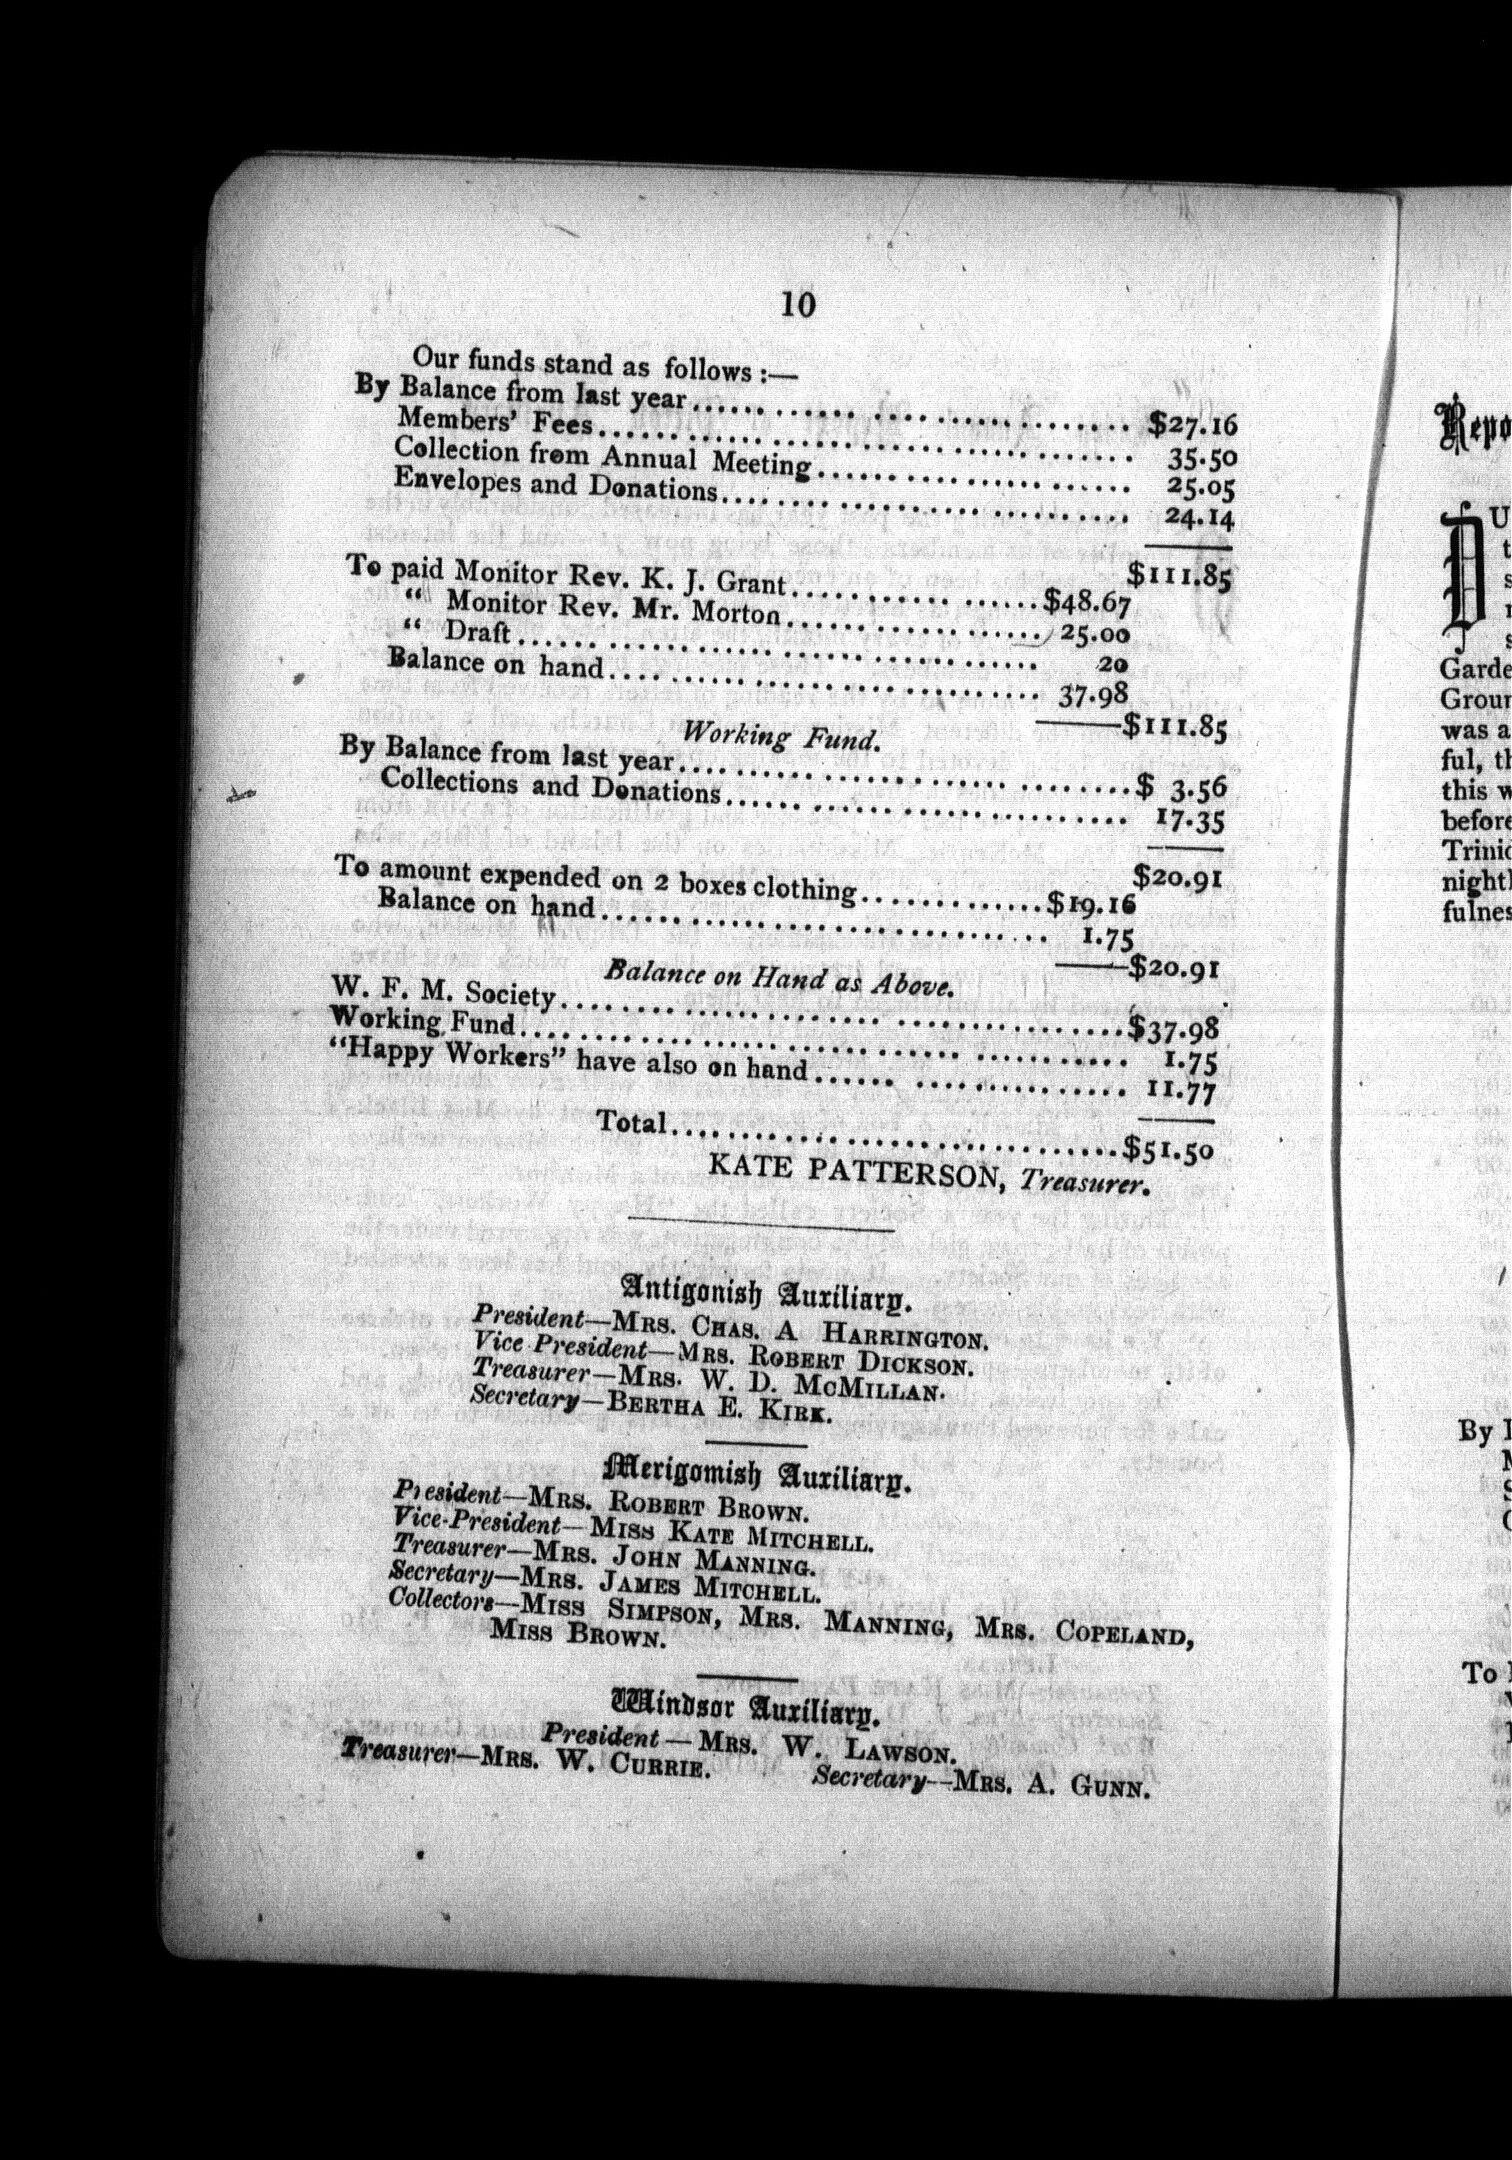 10
Our funds stand as follows :—
By Balance from last year........................ $27.16
Members' Fees........................ 35.50
Collection from Annual Meeting........................ 25.05
Envelopes and Donations........................ 24.14
$111.85
To paid Monitor Rev. K. J. Grant..................$48.67
“ Monitor Rev. Mr. Morton.................. 25.00
“ Draft........................ 20
Balance on hand........................ 37.98
$111.85
Working Fund.
By Balance from last year........................$ 3.56
Collections and Donations........................ 17.35
$20.91
To amount expended on 2 boxes clothing.............$19.16
Balance on hand........................ 1.75
$20.91
Balance on Hand as Above.
W. F. M. Society........................$37.98
Working Fund........................ 1.75
“Happy Workers” have also on hand.................. 11.77
Total........................$51.50
KATE PATTERSON, Treasurer.
Antigonish Auxiliary.
President—MRS. CHAS. A HARRINGTON.
Vice President—MRS. ROBERT DICKSON.
Treasurer—MRS. W. D. MCMILLAN.
Secretary—BERTHA E. KIRK.
Merigomish Auxiliary.
President—MRS. ROBERT BROWN.
Vice-President—MISS KATE MITCHELL.
Treasurer—MRS. JOHN MANNING.
Secretary—MRS. JAMES MITCHELL.
Collectors—MISS SIMPSON, MRS. MANNING, MRS. COPELAND,
MISS BROWN.
Windsor Auxiliary.
President—MRS. W. LAWSON.
Treasurer—MRS. W. CURRIE. Secretary—MRS. A. GUNN.
Garde
Groun
was a
ful, th
this w
before
Trinid
night
fulnes
By
To